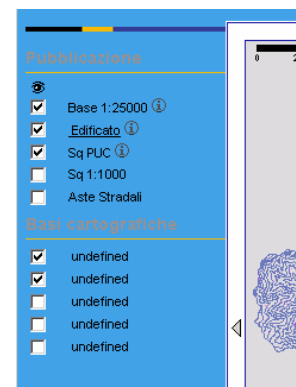 Pubblicazione
0 2
Base 1:25000 i
Edificato i
Sq PUC i
Sq 1:1000
Aste Stradali
Basi cartografiche
undefined
undefined
undefined
undefined
undefined